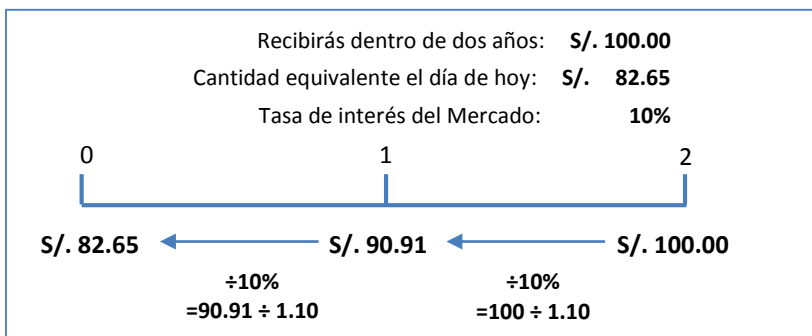 Recibirás dentro de dos años: S/. 100.00
Cantidad equivalente el día de hoy: S/. 82.65
Tasa de interés del Mercado: 10%
0 1 2
S/. 82.65 S/. 90.91 S/. 100.00
÷10% ÷10%
=90.91 ÷ 1.10 =100 ÷ 1.10